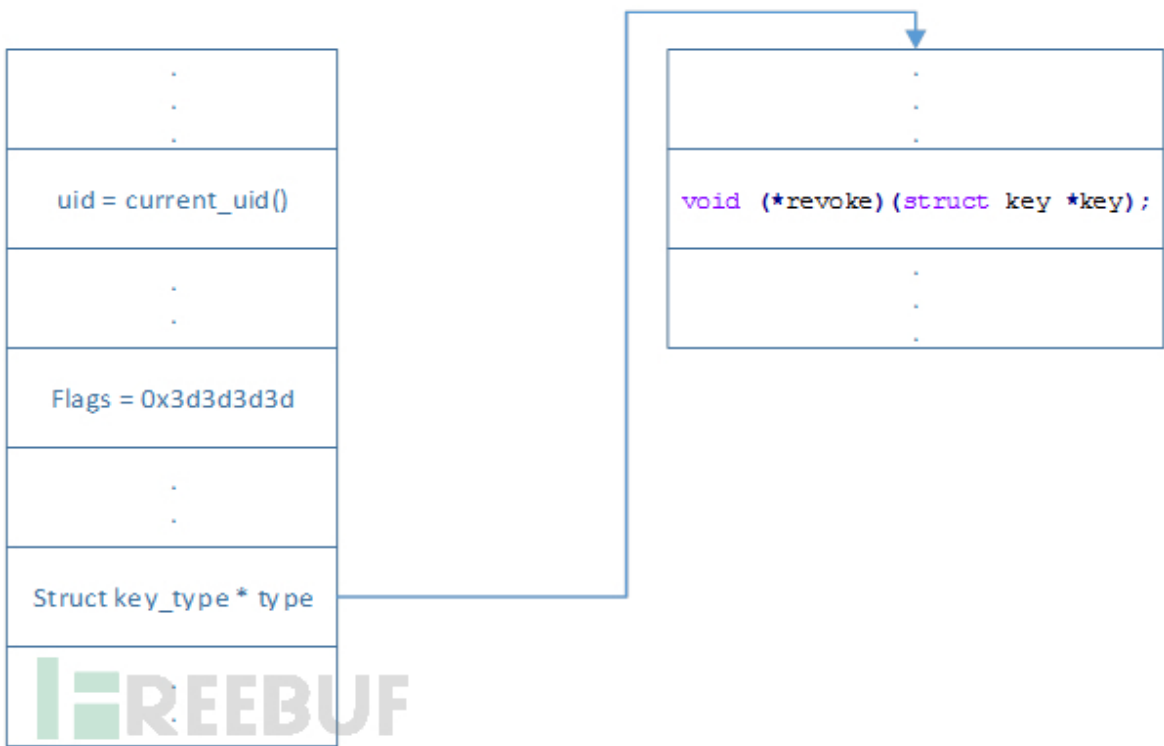 uid = current_uid()
Flags = 0x3d3d3d3d
Struct key_type * type
void (*revoke)(struct key *key);
FREEBUF